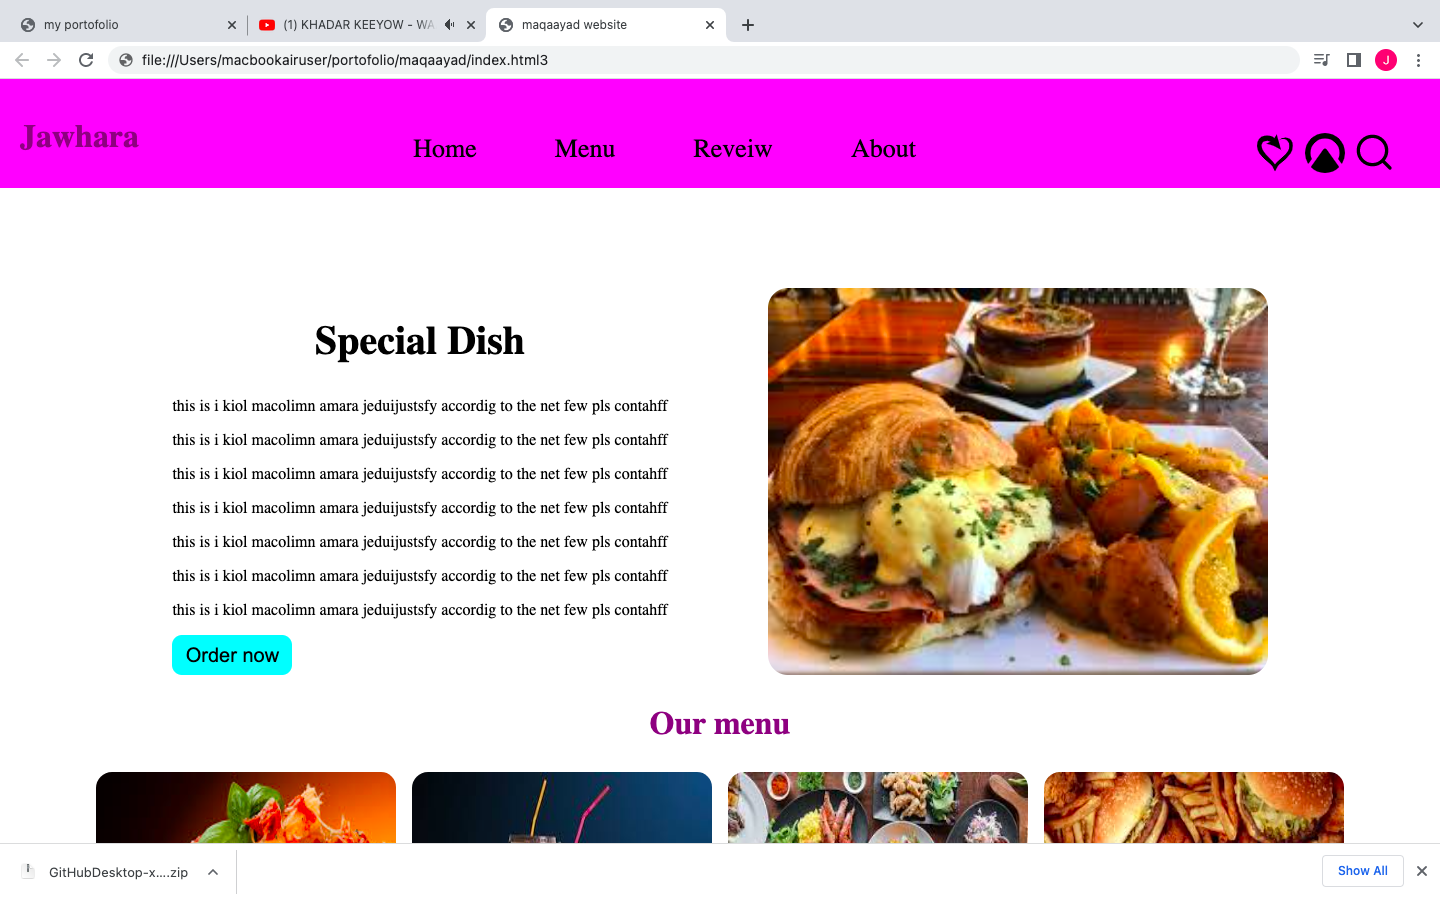 my portofolio
(1) KHADAR KEEYOW - WA
maqaayad website
file:///Users/macbookairuser/portofolio/maqaayad/index.html3
J
Jawhara
Home Menu Reveiw About
Special Dish
this is i kiol macolimn amara jeduijustsfy accordig to the net few pls contahff
this is i kiol macolimn amara jeduijustsfy accordig to the net few pls contahff
this is i kiol macolimn amara jeduijustsfy accordig to the net few pls contahff
this is i kiol macolimn amara jeduijustsfy accordig to the net few pls contahff
this is i kiol macolimn amara jeduijustsfy accordig to the net few pls contahff
this is i kiol macolimn amara jeduijustsfy accordig to the net few pls contahff
this is i kiol macolimn amara jeduijustsfy accordig to the net few pls contahff
Order now
Our menu
GitHubDesktop-x....zip
Show All